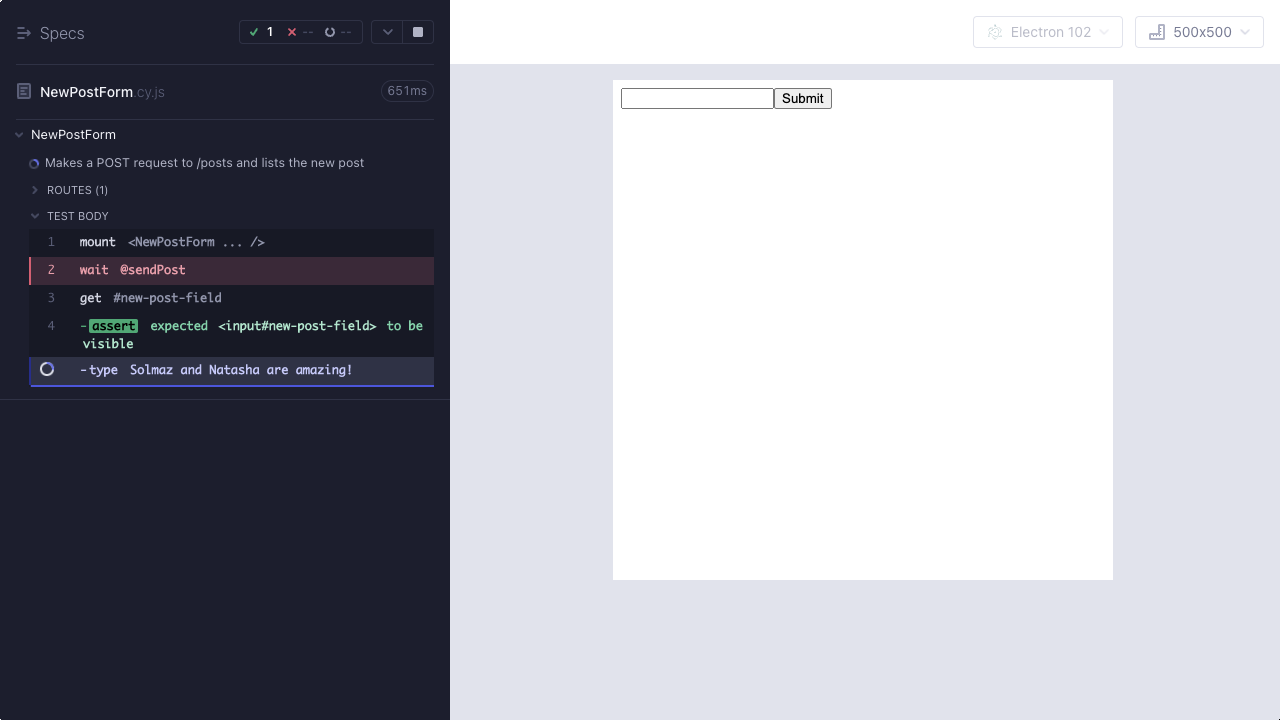 Specs
1 -- --
Electron 102
500x500
NewPostForm.cy.js
651ms
Submit
NewPostForm
Makes a POST request to /posts and lists the new post
ROUTES (1)
TEST BODY
1 mount <NewPostForm ... />
2 wait @sendPost
3 get #new-post-field
4 -assert expected <input#new-post-field> to be
visible
-type Solmaz and Natasha are amazing!